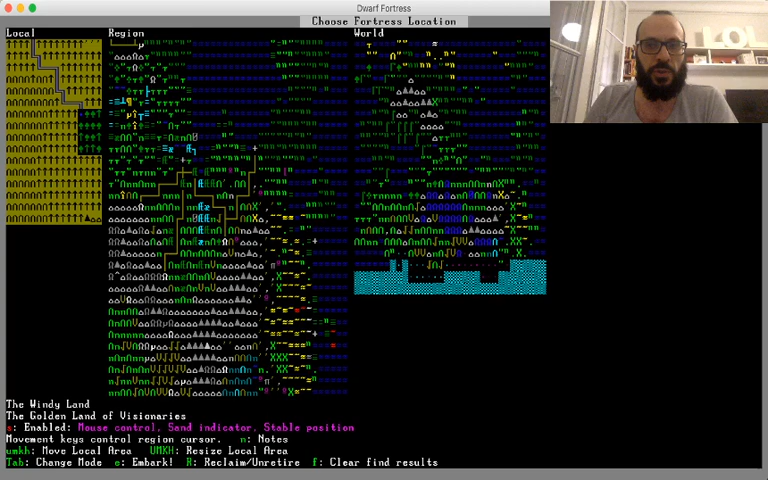 Dwarf Fortress
Choose Fortress Location
Local Region World
LOL
The Windy Land
The Golden Land of Visionaries
s: Enabled: Mouse control, Sand indicator, Stable position
Movement keys control region cursor. n: Notes
umkh: Move Local Area UMKH: Resize Local Area
Tab: Change Mode e: Embark! R: Reclaim/Unretire f: Clear find results